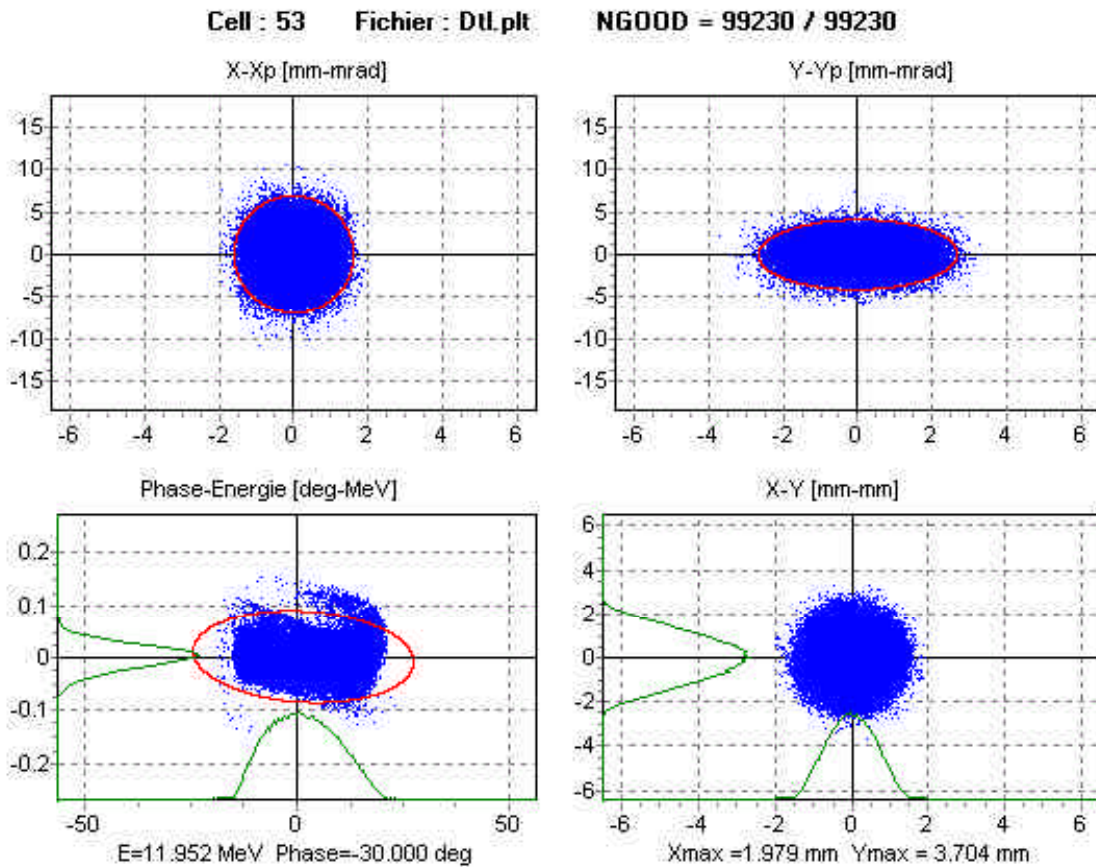 Cell : 53 Fichier : Dtl.plt NGOOD = 99230 / 99230
X-Xp [mm-mrad] Y-Yp [mm-mrad]
15 15
10 10
5 5
0 0
-5 -5
-10 -10
-15 -15
-6 -4 -2 0 2 4 6 -6 -4 -2 0 2 4 6
Phase-Energie [deg-MeV] X-Y [mm-mm]
6
0.2 4
0.1 2
0 0
-0.1 -2
-0.2 -4
-6
-50 0 50 -6 -4 -2 0 2 4 6
E=11.952 MeV Phase=-30.000 deg Xmax =1.979 mm Ymax = 3.704 mm